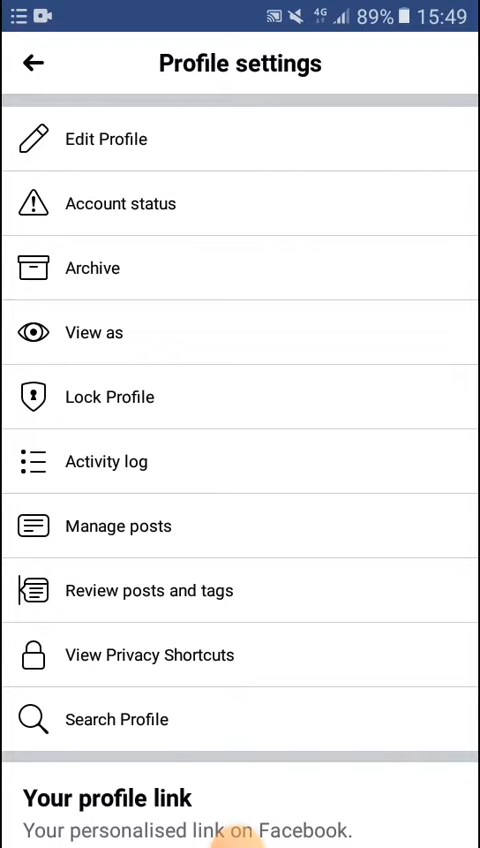 4G 89% 15:49
Profile settings
Edit Profile
Account status
Archive
View as
Lock Profile
Activity log
Manage posts
Review posts and tags
View Privacy Shortcuts
Search Profile
Your profile link
Your personalised link on Facebook.